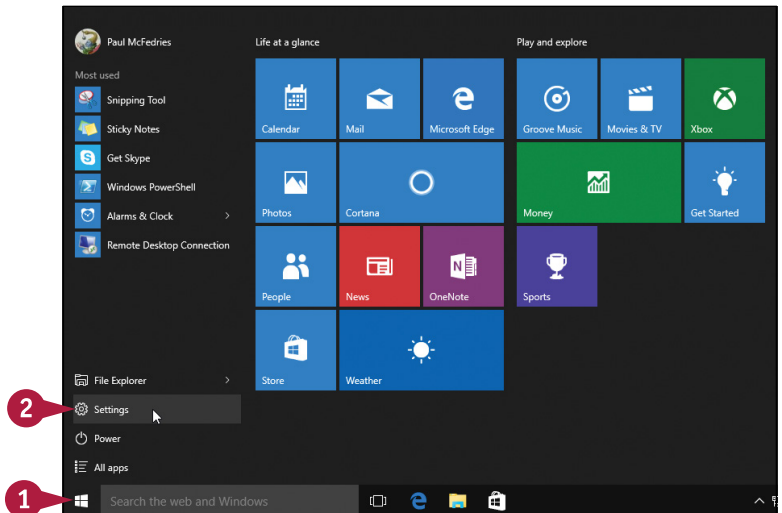 Paul McFedries
Most used
Snipping Tool
Sticky Notes
Get Skype
Windows PowerShell
Alarms & Clock
Remote Desktop Connection
File Explorer
2
Settings
Power
All apps
1
Search the web and Windows
Life at a glance
Calendar
Mail
Microsoft Edge
Photos
Cortana
People
News
OneNote
Store
Weather
Play and explore
Groove Music
Movies & TV
Xbox
Money
Get Started
Sports